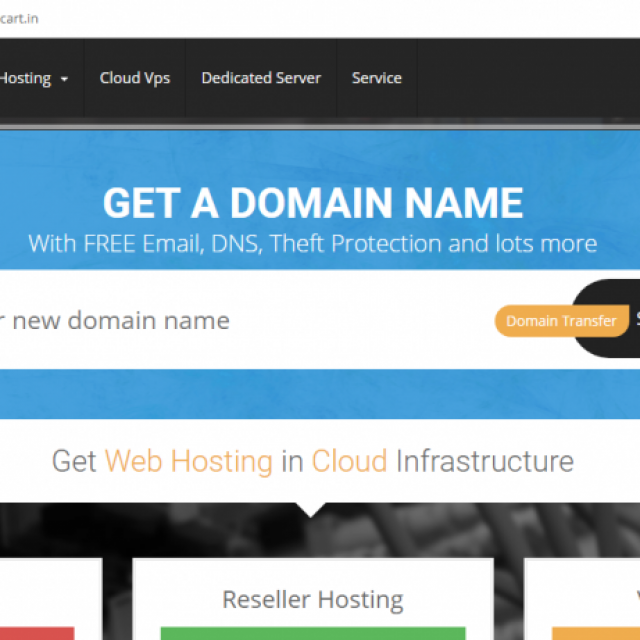 cart.in
Hosting
Cloud Vps
Dedicated Server
Service
GET A DOMAIN NAME
With FREE Email, DNS, Theft Protection and lots more
new domain name
Domain Transfer
Get Web Hosting in Cloud Infrastructure
Reseller Hosting